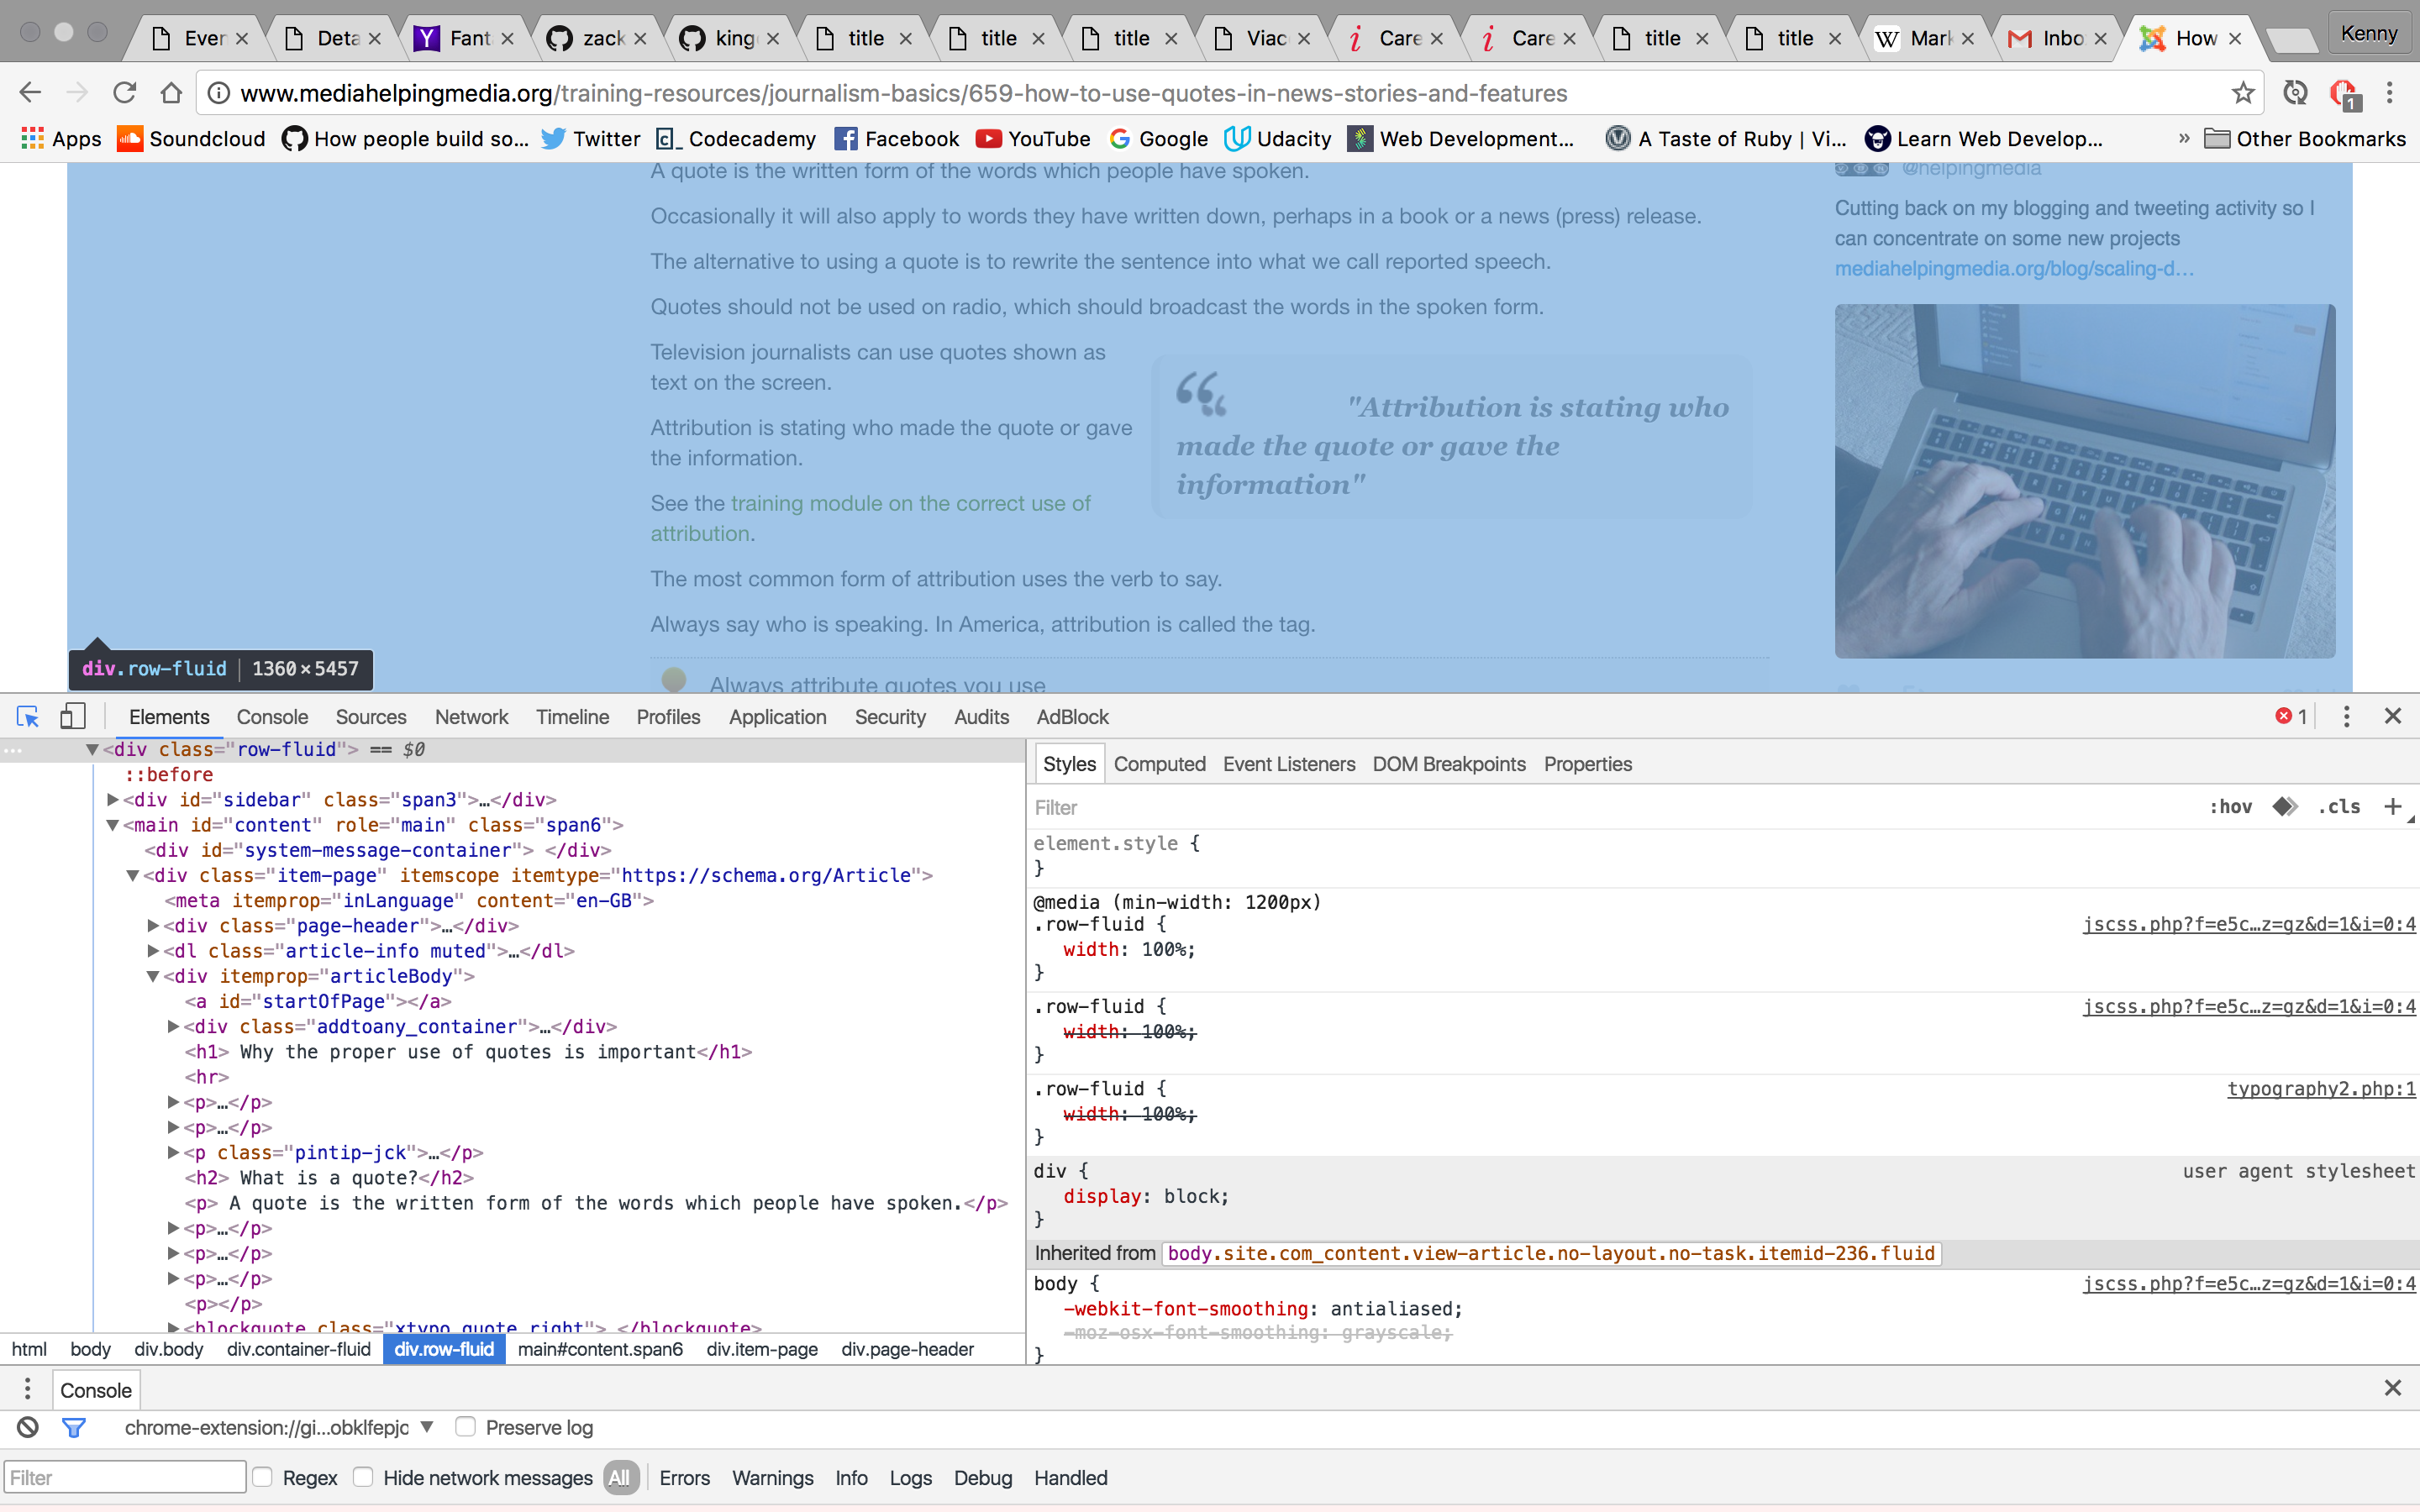 Ever
Deta
Fant
zack
king
title
title
title
Viac
Care
Care
title
title
Mark
Inbo
How
Kenny
www.mediahelpingmedia.org/training-resources/journalism-basics/659-how-to-use-quotes-in-news-stories-and-features
1
Apps Soundcloud How people build so... Twitter Codecademy Facebook YouTube Google Udacity Web Development... A Taste of Ruby | Vi... Learn Web Develop... » Other Bookmarks
A quote is the written form of the words which people have spoken.
Occasionally it will also apply to words they have written down, perhaps in a book or a news (press) release.
The alternative to using a quote is to rewrite the sentence into what we call reported speech.
Quotes should not be used on radio, which should broadcast the words in the spoken form.
Television journalists can use quotes shown as
text on the screen.
Attribution is stating who made the quote or gave
the information.
See the training module on the correct use of
attribution.
"Attribution is stating who
made the quote or gave the
information"
The most common form of attribution uses the verb to say.
Always say who is speaking. In America, attribution is called the tag.
Always attribute quotes you use
@helpingmedia
Cutting back on my blogging and tweeting activity so I
can concentrate on some new projects
mediahelpingmedia.org/blog/scaling-d…
div.row-fluid | 1360 × 5457
Elements Console Sources Network Timeline Profiles Application Security Audits AdBlock 1
<div class="row-fluid"> == $0
::before
<div id="sidebar" class="span3">…</div>
<main id="content" role="main" class="span6">
<div id="system-message-container"> </div>
<div class="item-page" itemscope itemtype="https://schema.org/Article">
<meta itemprop="inLanguage" content="en-GB">
<div class="page-header">…</div>
<dl class="article-info muted">…</dl>
<div itemprop="articleBody">
<a id="startOfPage"></a>
<div class="addtoany_container">…</div>
<h1> Why the proper use of quotes is important</h1>
<hr>
<p>…</p>
<p>…</p>
<p class="pintip-jck">…</p>
<h2> What is a quote?</h2>
<p> A quote is the written form of the words which people have spoken.</p>
<p>…</p>
<p>…</p>
<p>…</p>
<p></p>
<blockquote class="xtypo_quote_right"> </blockquote>
html body div.body div.container-fluid div.row-fluid main#content.span6 div.item-page div.page-header
Styles Computed Event Listeners DOM Breakpoints Properties
Filter :hov .cls +
element.style {
}
@media (min-width: 1200px)
.row-fluid { jscss.php?f=e5c…z=gz&d=1&i=0:4
width: 100%;
}
.row-fluid { jscss.php?f=e5c…z=gz&d=1&i=0:4
width: 100%;
}
.row-fluid { typography2.php:1
width: 100%;
}
div { user agent stylesheet
display: block;
}
Inherited from body.site.com_content.view-article.no-layout.no-task.itemid-236.fluid
body { jscss.php?f=e5c…z=gz&d=1&i=0:4
-webkit-font-smoothing: antialiased;
-moz-osx-font-smoothing: grayscale;
}
Console
chrome-extension://gi...obklfepjc Preserve log
Filter Regex Hide network messages All Errors Warnings Info Logs Debug Handled